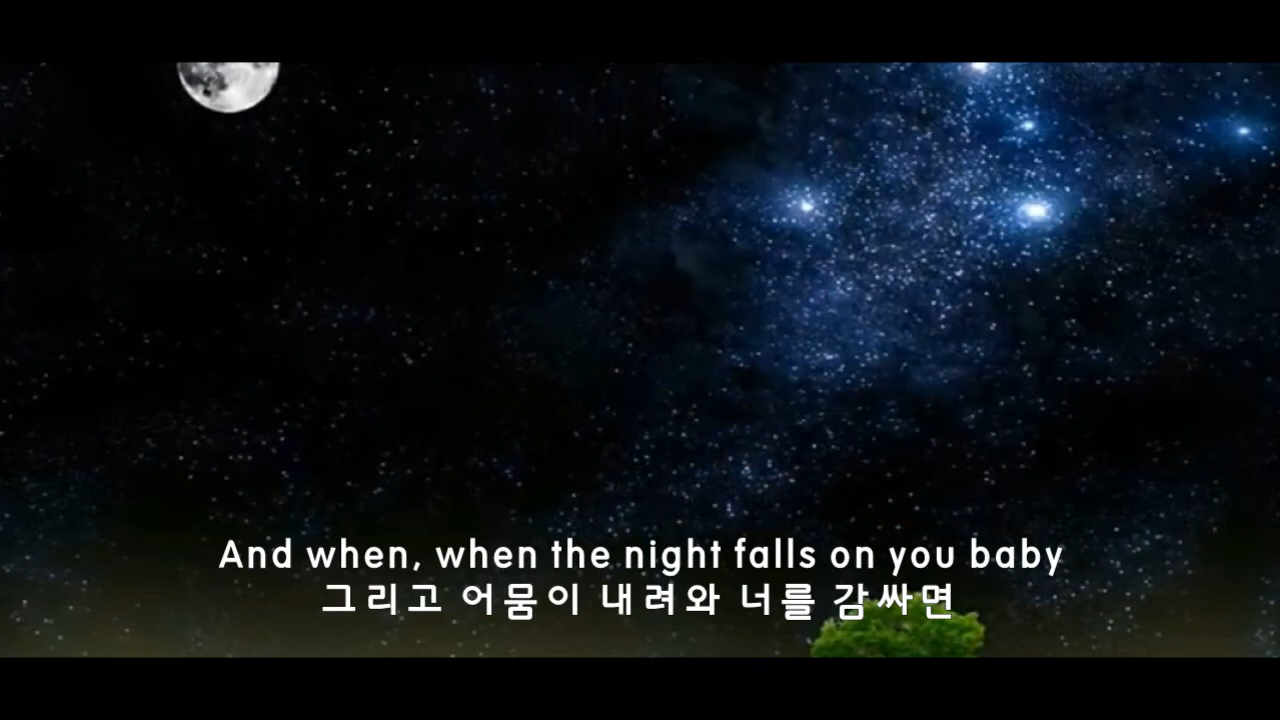 And when, when the night falls on you baby
그리고 어뭄이 내려와 너를 감싸면